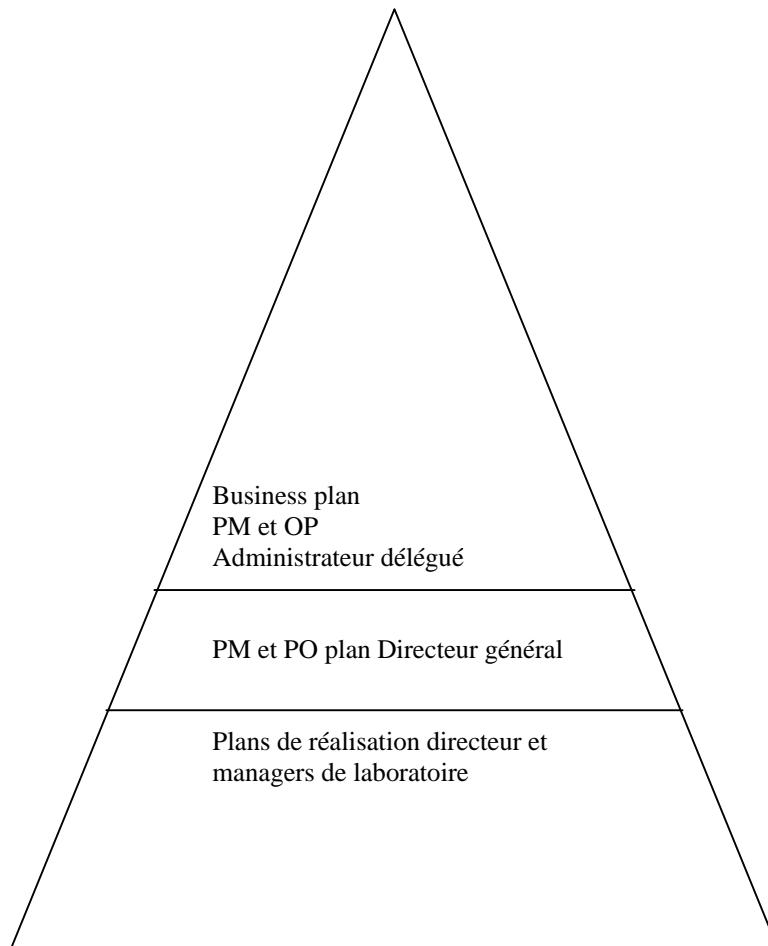 Business plan
PM et OP
Administrateur délégué
PM et PO plan Directeur général
Plans de réalisation directeur et
managers de laboratoire